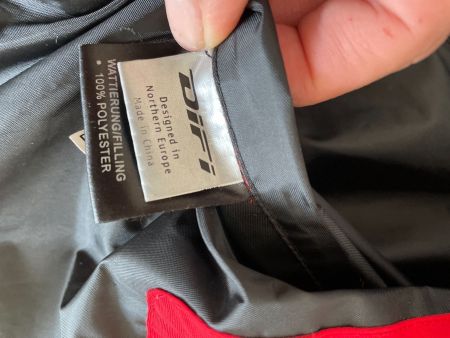 DiFi
Designed in
Northern Europe
Made in China
WATTIERUNG/FILLING
• 100% POLYESTER